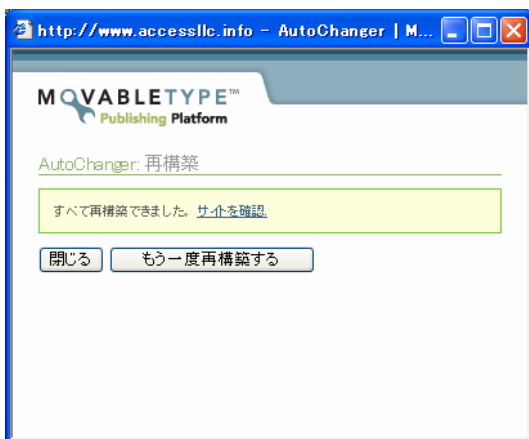 http://www.accessllc.info - AutoChanger | M...
MOVABLETYPE™
Publishing Platform
AutoChanger: 再構築
すべて再構築できました。 サイトを確認.
閉じる もう一度再構築する